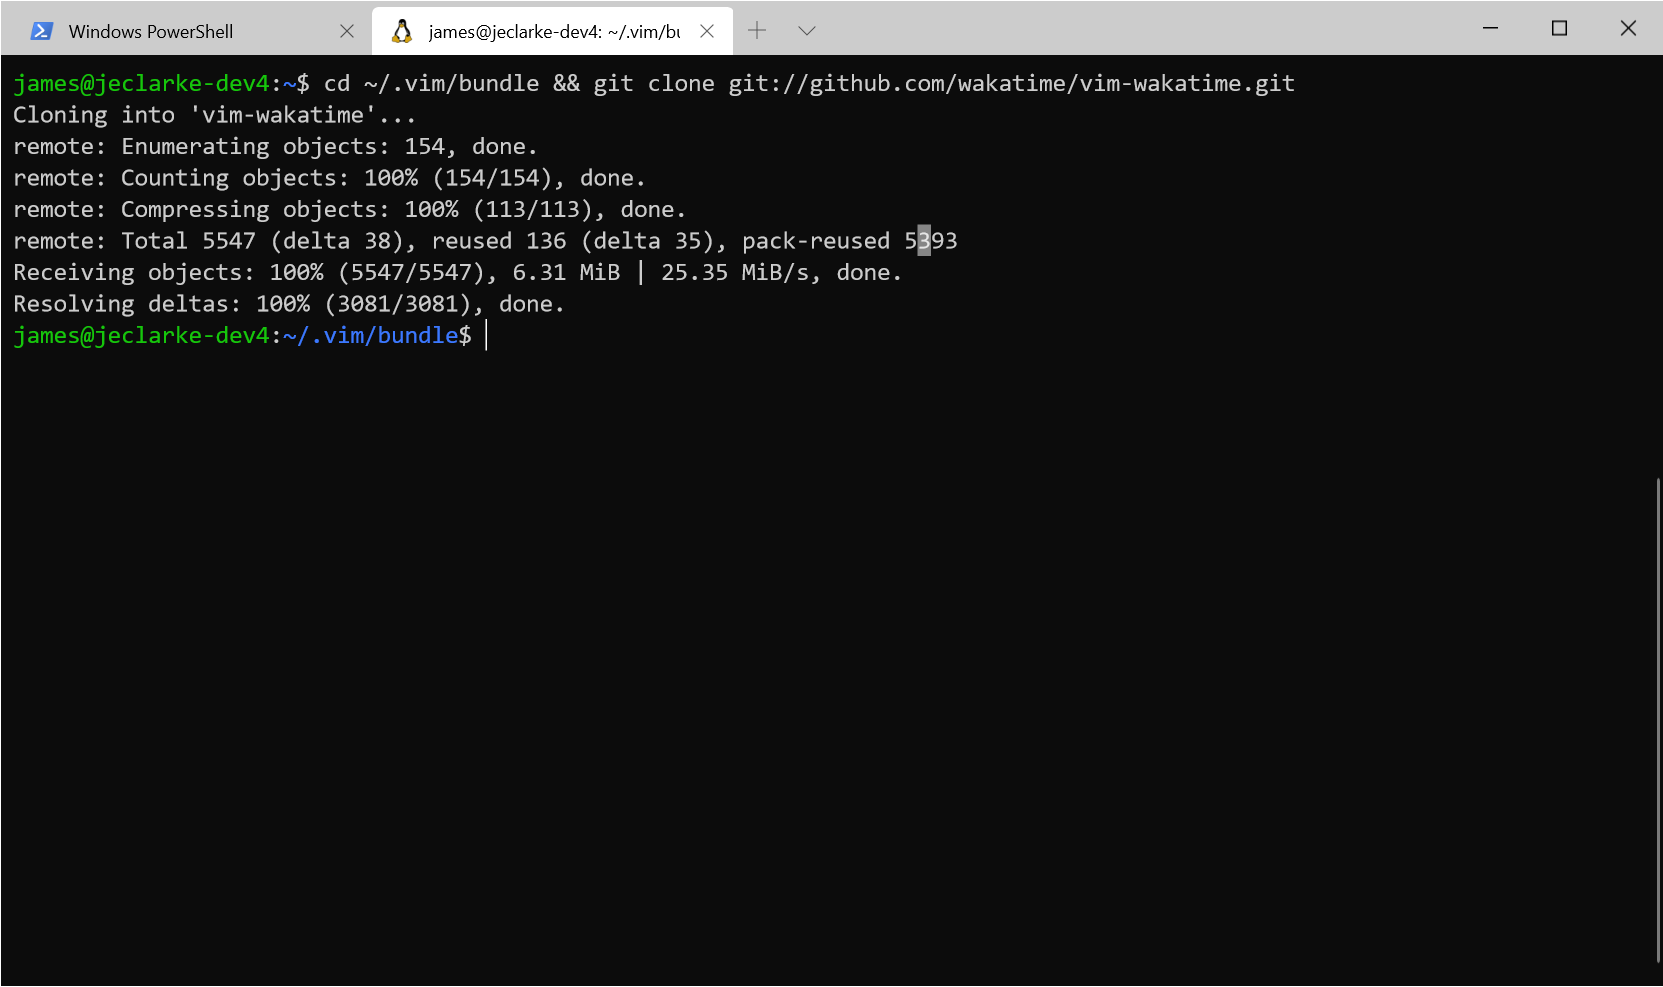 Windows PowerShell
james@jeclarke-dev4: ~/.vim/bu
james@jeclarke-dev4:~$ cd ~/.vim/bundle && git clone git://github.com/wakatime/vim-wakatime.git
Cloning into 'vim-wakatime'...
remote: Enumerating objects: 154, done.
remote: Counting objects: 100% (154/154), done.
remote: Compressing objects: 100% (113/113), done.
remote: Total 5547 (delta 38), reused 136 (delta 35), pack-reused 5393
Receiving objects: 100% (5547/5547), 6.31 MiB | 25.35 MiB/s, done.
Resolving deltas: 100% (3081/3081), done.
james@jeclarke-dev4:~/.vim/bundle$